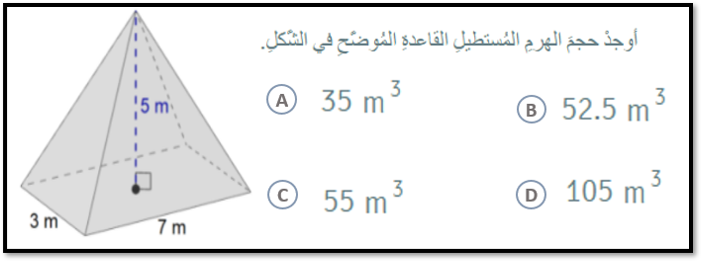 أوجدْ حجمَ الهرمِ المُستطيلِ القاعدةِ المُوضَّحِ في الشَّكلِ.
A 35 m³
B 52.5 m³
C 55 m³
D 105 m³
5 m
3 m
7 m